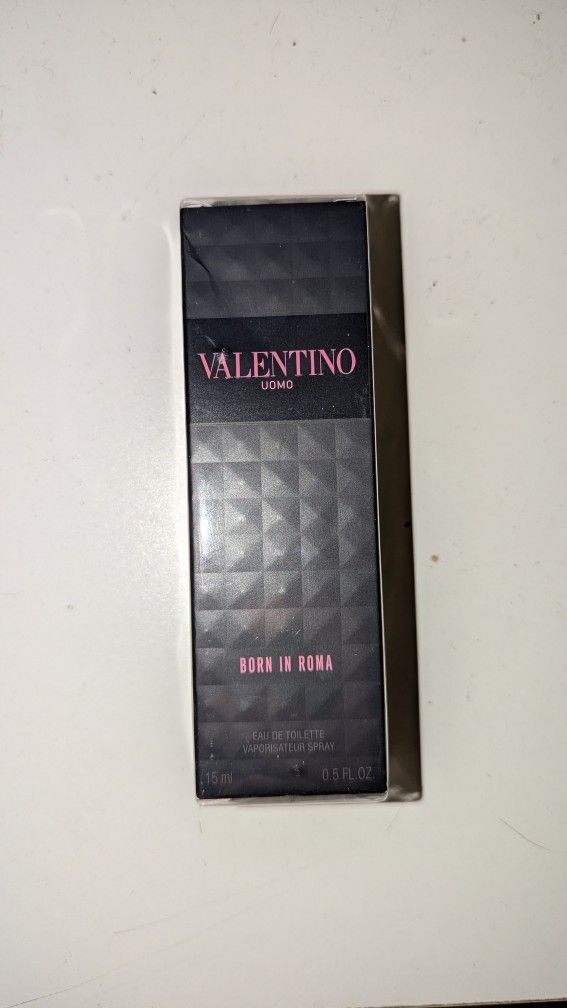 VALENTINO
UOMO
BORN IN ROMA
EAU DE TOILETTE
VAPORISATEUR SPRAY
15 ml 0.5 FL.OZ.